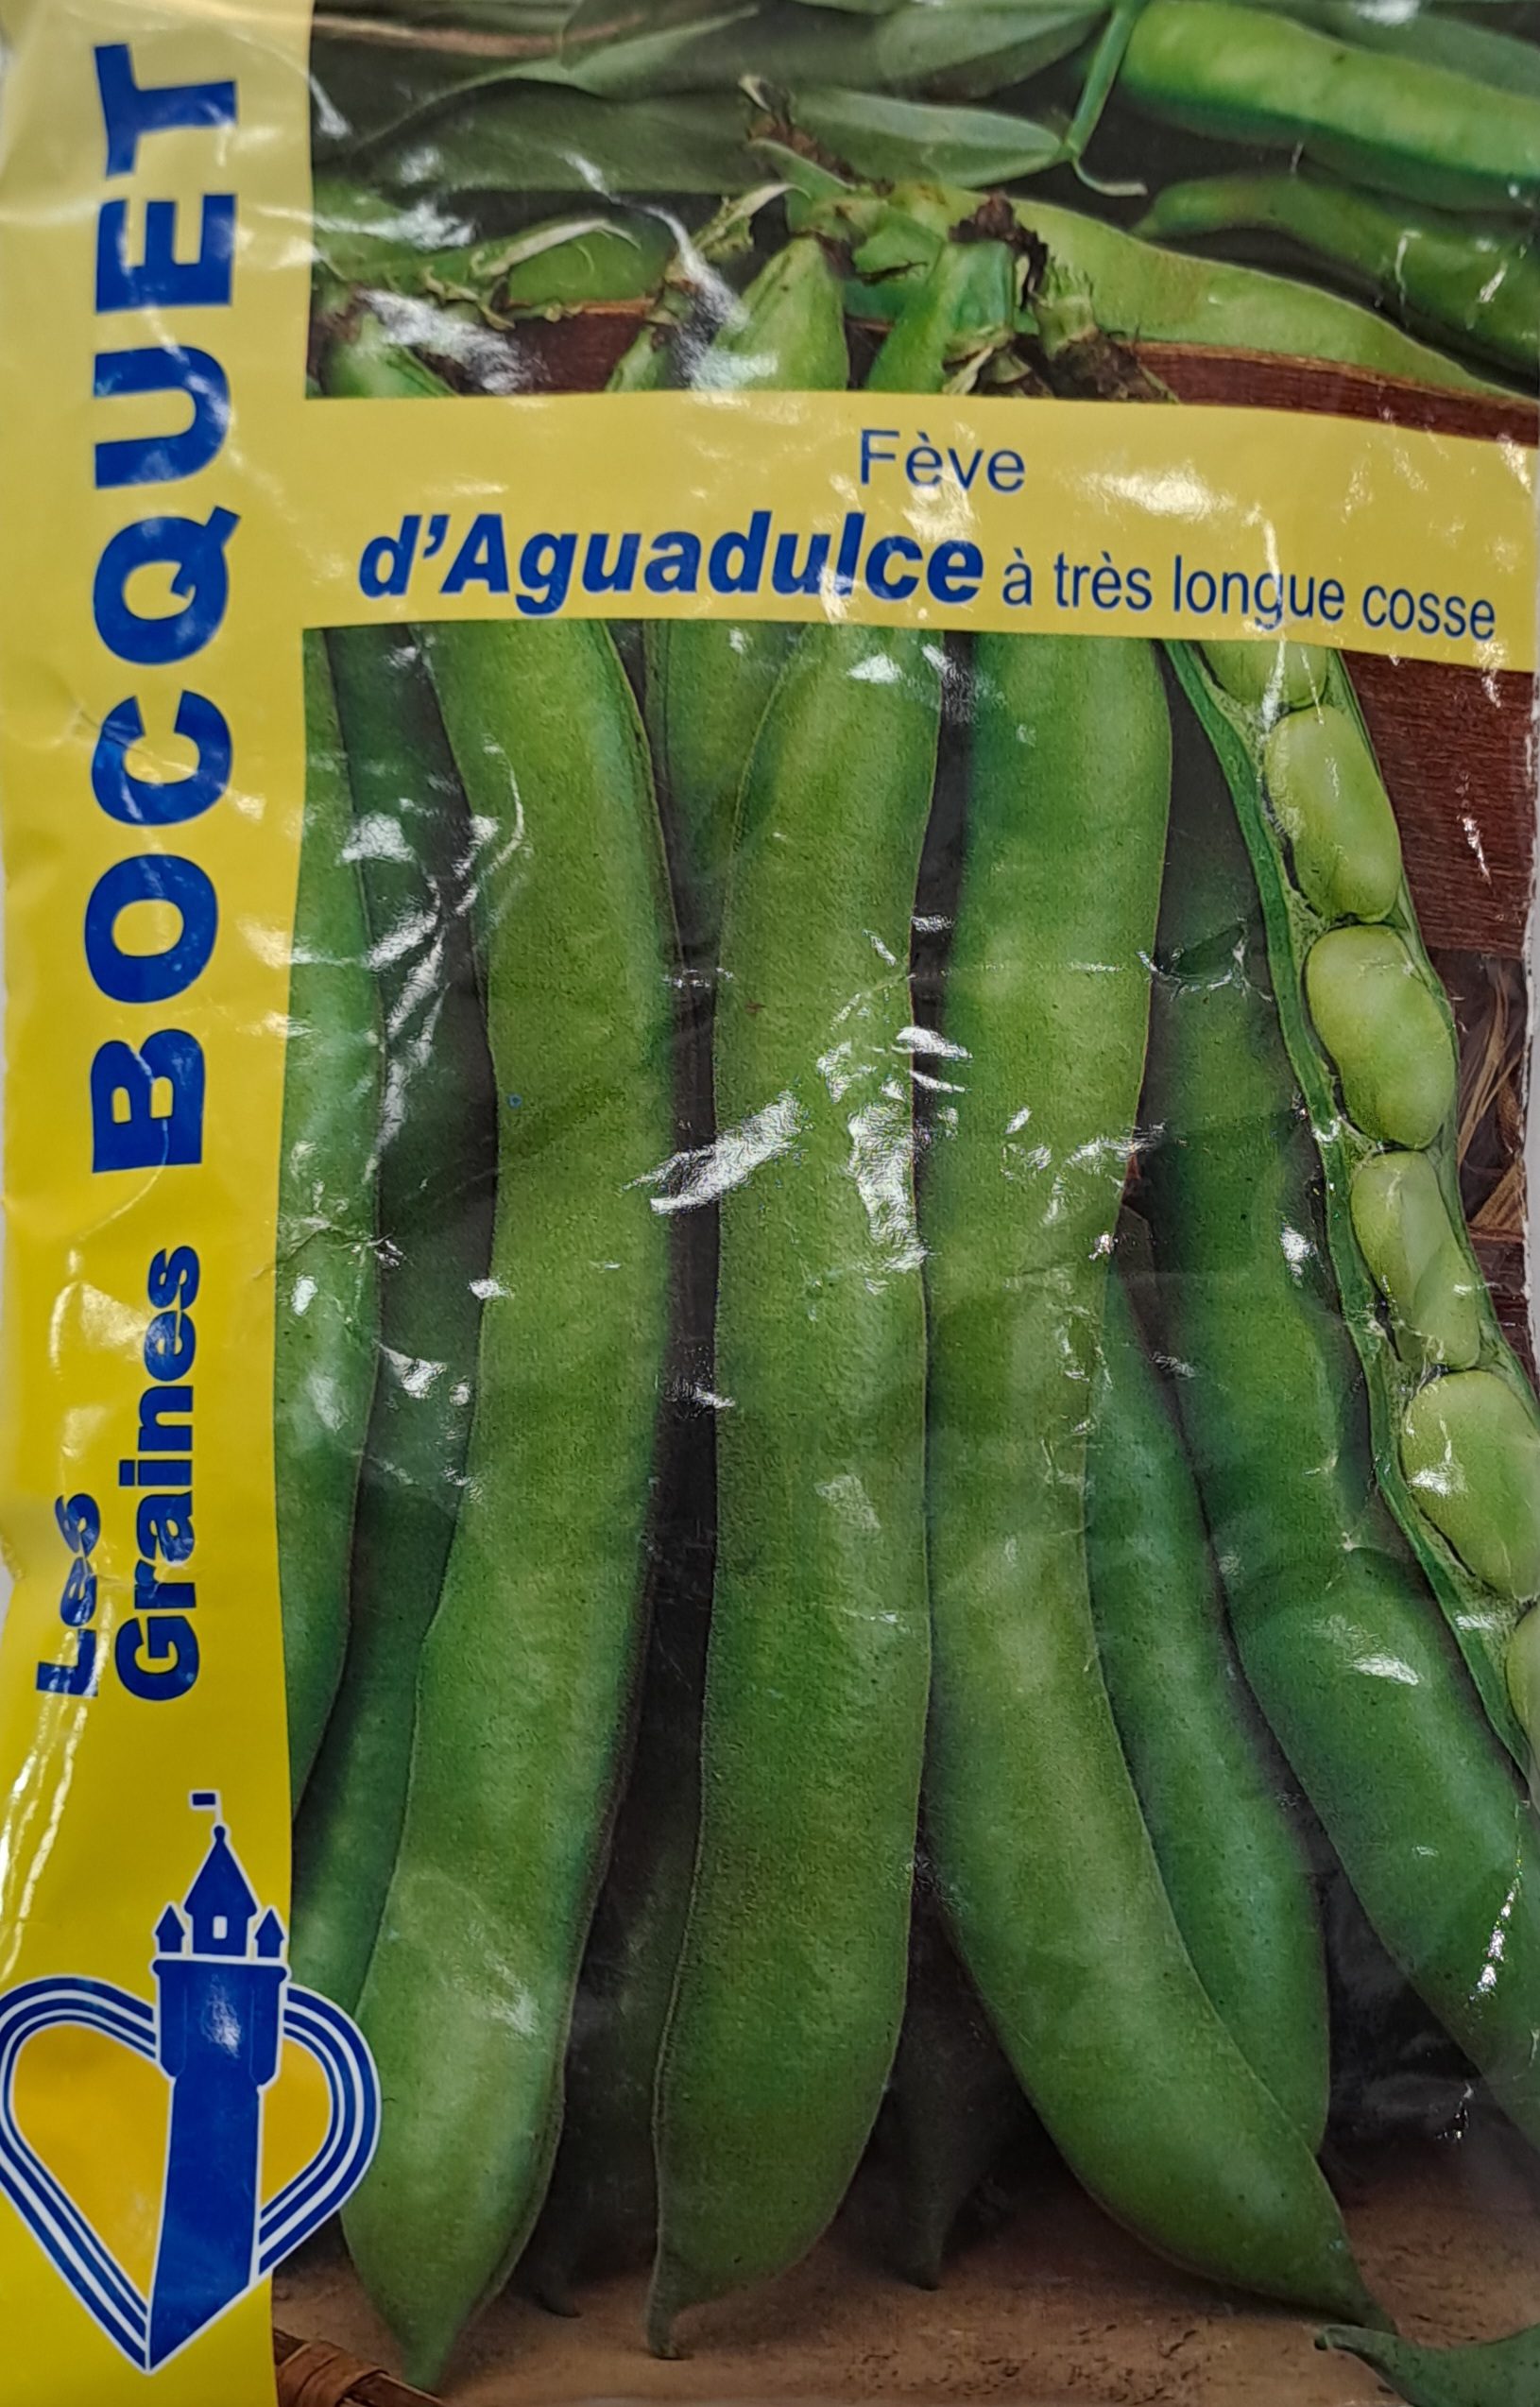 Les
Graines BOCQUET
Fève
d'Aguadulce à très longue cosse